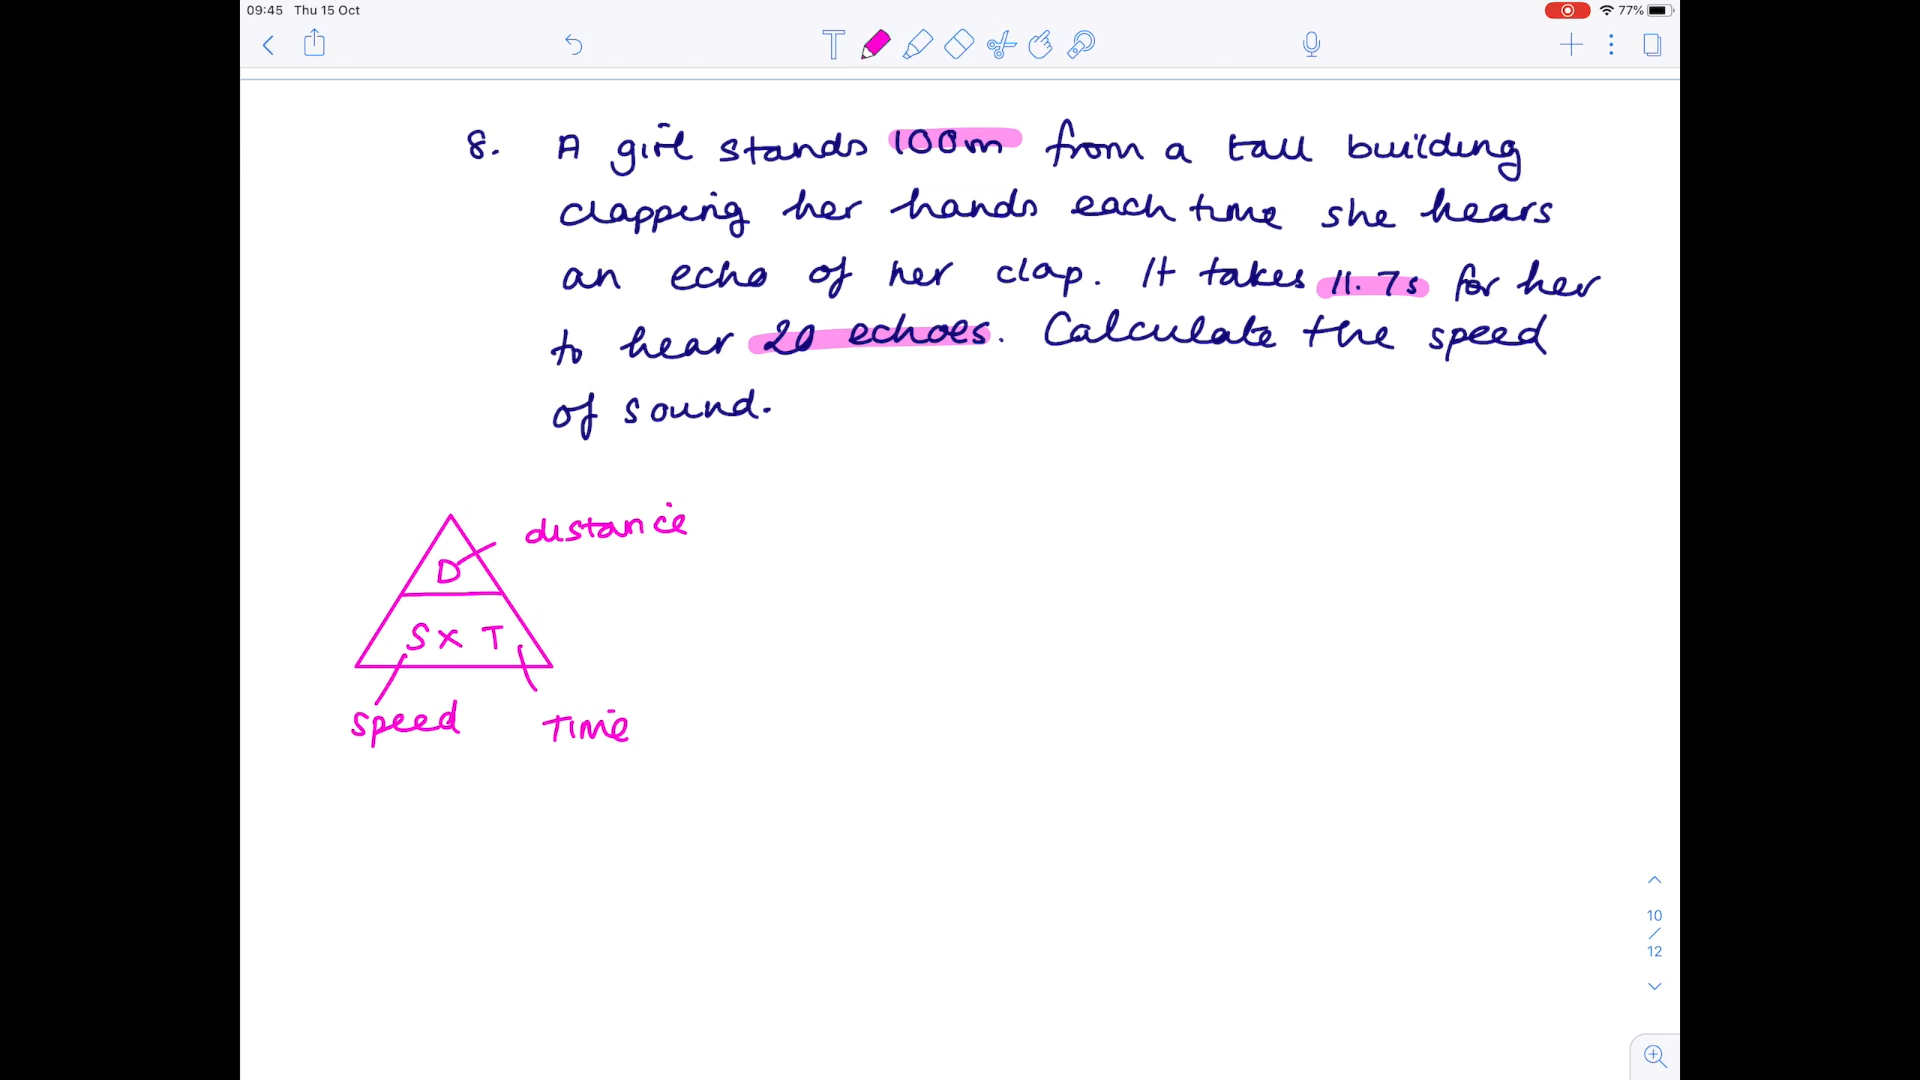 09:45 Thu 15 Oct
77%
T
8. A girl stands 100m from a tall building
clapping her hands each time she hears
an echo of her clap. It takes 11.7s for her
to hear 20 echoes. Calculate the speed
of sound.
distance
D
S x T
speed
Time
10
/
12